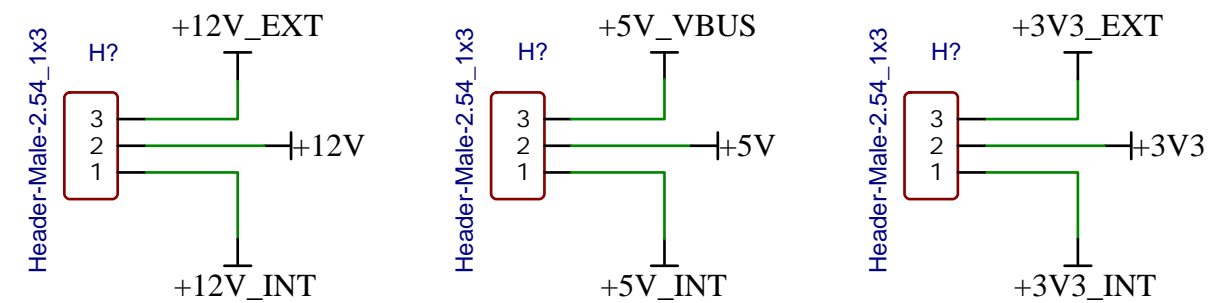 +12V_EXT
H?
Header-Male-2.54_1x3
3
2
1
+12V
+12V_INT
+5V_VBUS
H?
Header-Male-2.54_1x3
3
2
1
+5V
+5V_INT
+3V3_EXT
H?
Header-Male-2.54_1x3
3
2
1
+3V3
+3V3_INT